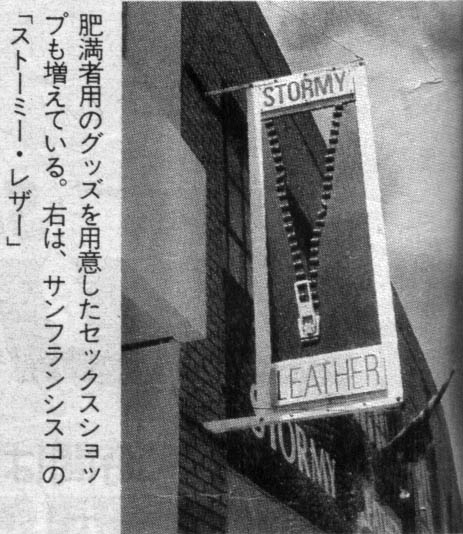 肥満者用のグッズを用意したセックスショッ
プも増えている。右は、サンフランシスコの
「ストーミー・レザー」
STORMY
LEATHER
STORMY